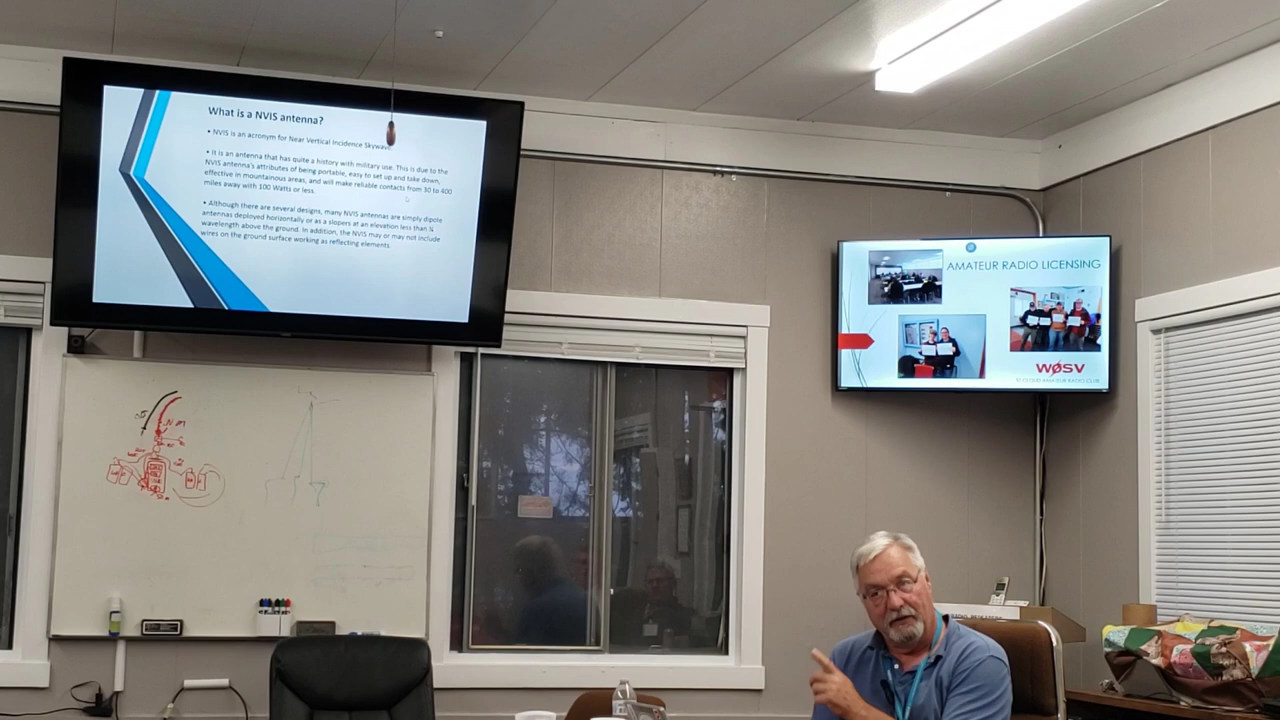 What is a NVIS antenna?
• NVIS is an acronym for Near Vertical Incidence Skywave.
• It is an antenna that has quite a history with military use. This is due to the
NVIS antenna's attributes of being portable, easy to set up and take down,
effective in mountainous areas, and will make reliable contacts from 30 to 400
miles away with 100 Watts or less.
• Although there are several designs, many NVIS antennas are simply dipole
antennas deployed horizontally or as a slopers at an elevation less than ¼
wavelength above the ground. In addition, the NVIS may or may not include
wires on the ground surface working as reflecting elements.
AMATEUR RADIO LICENSING
WØSV
ST CLOUD AMATEUR RADIO CLUB